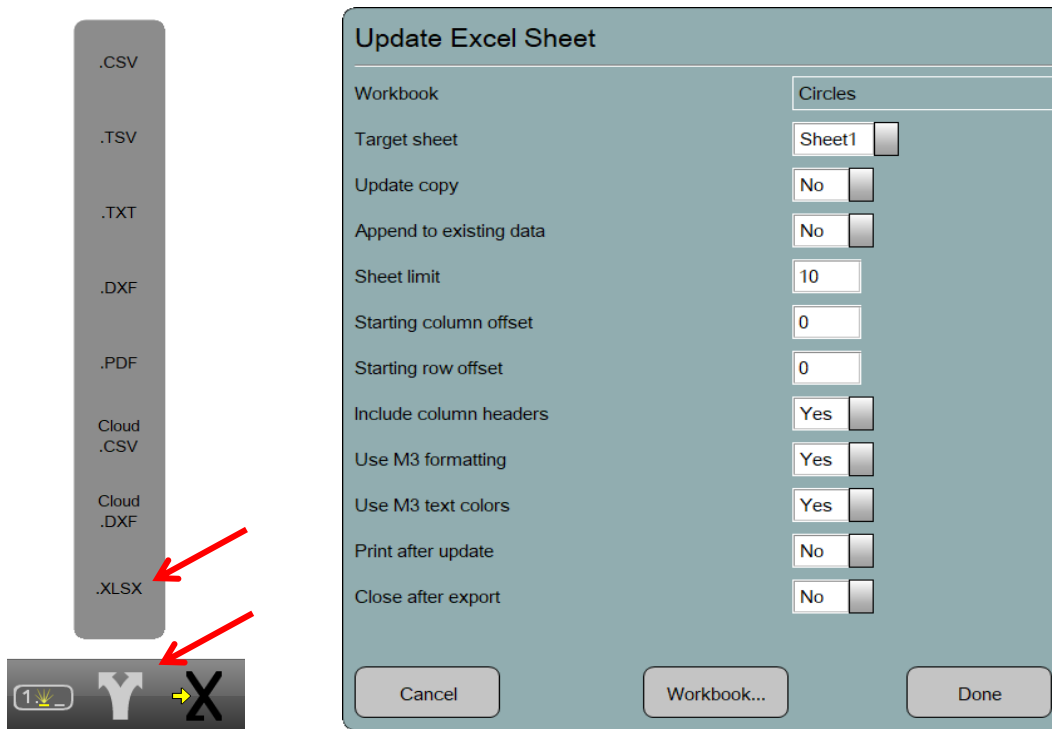 .CSV
.TSV
.TXT
.DXF
.PDF
Cloud
.CSV
Cloud
.DXF
.XLSX
1 _
X
Update Excel Sheet
Workbook Circles
Target sheet Sheet1
Update copy No
Append to existing data No
Sheet limit 10
Starting column offset 0
Starting row offset 0
Include column headers Yes
Use M3 formatting Yes
Use M3 text colors Yes
Print after update No
Close after export No
Cancel Workbook... Done